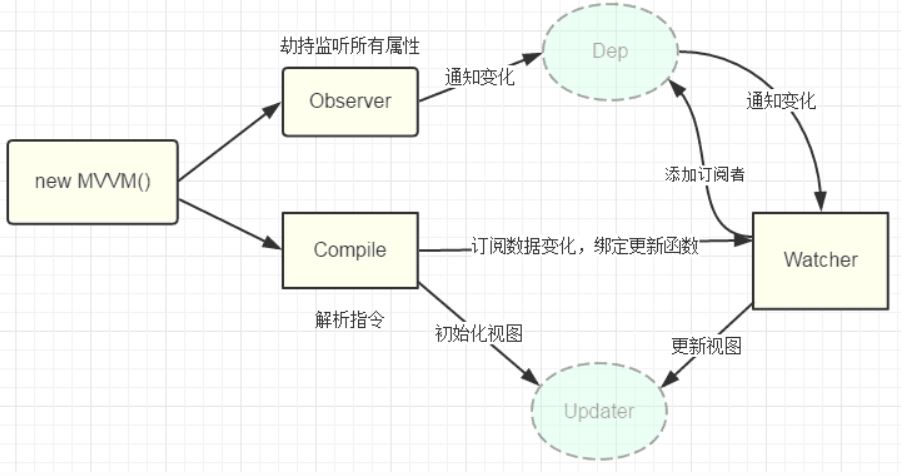 劫持监听所有属性
Dep
Observer
通知变化
通知变化
new MVVM()
添加订阅者
Compile
订阅数据变化，绑定更新函数
Watcher
解析指令
初始化视图
更新视图
Updater